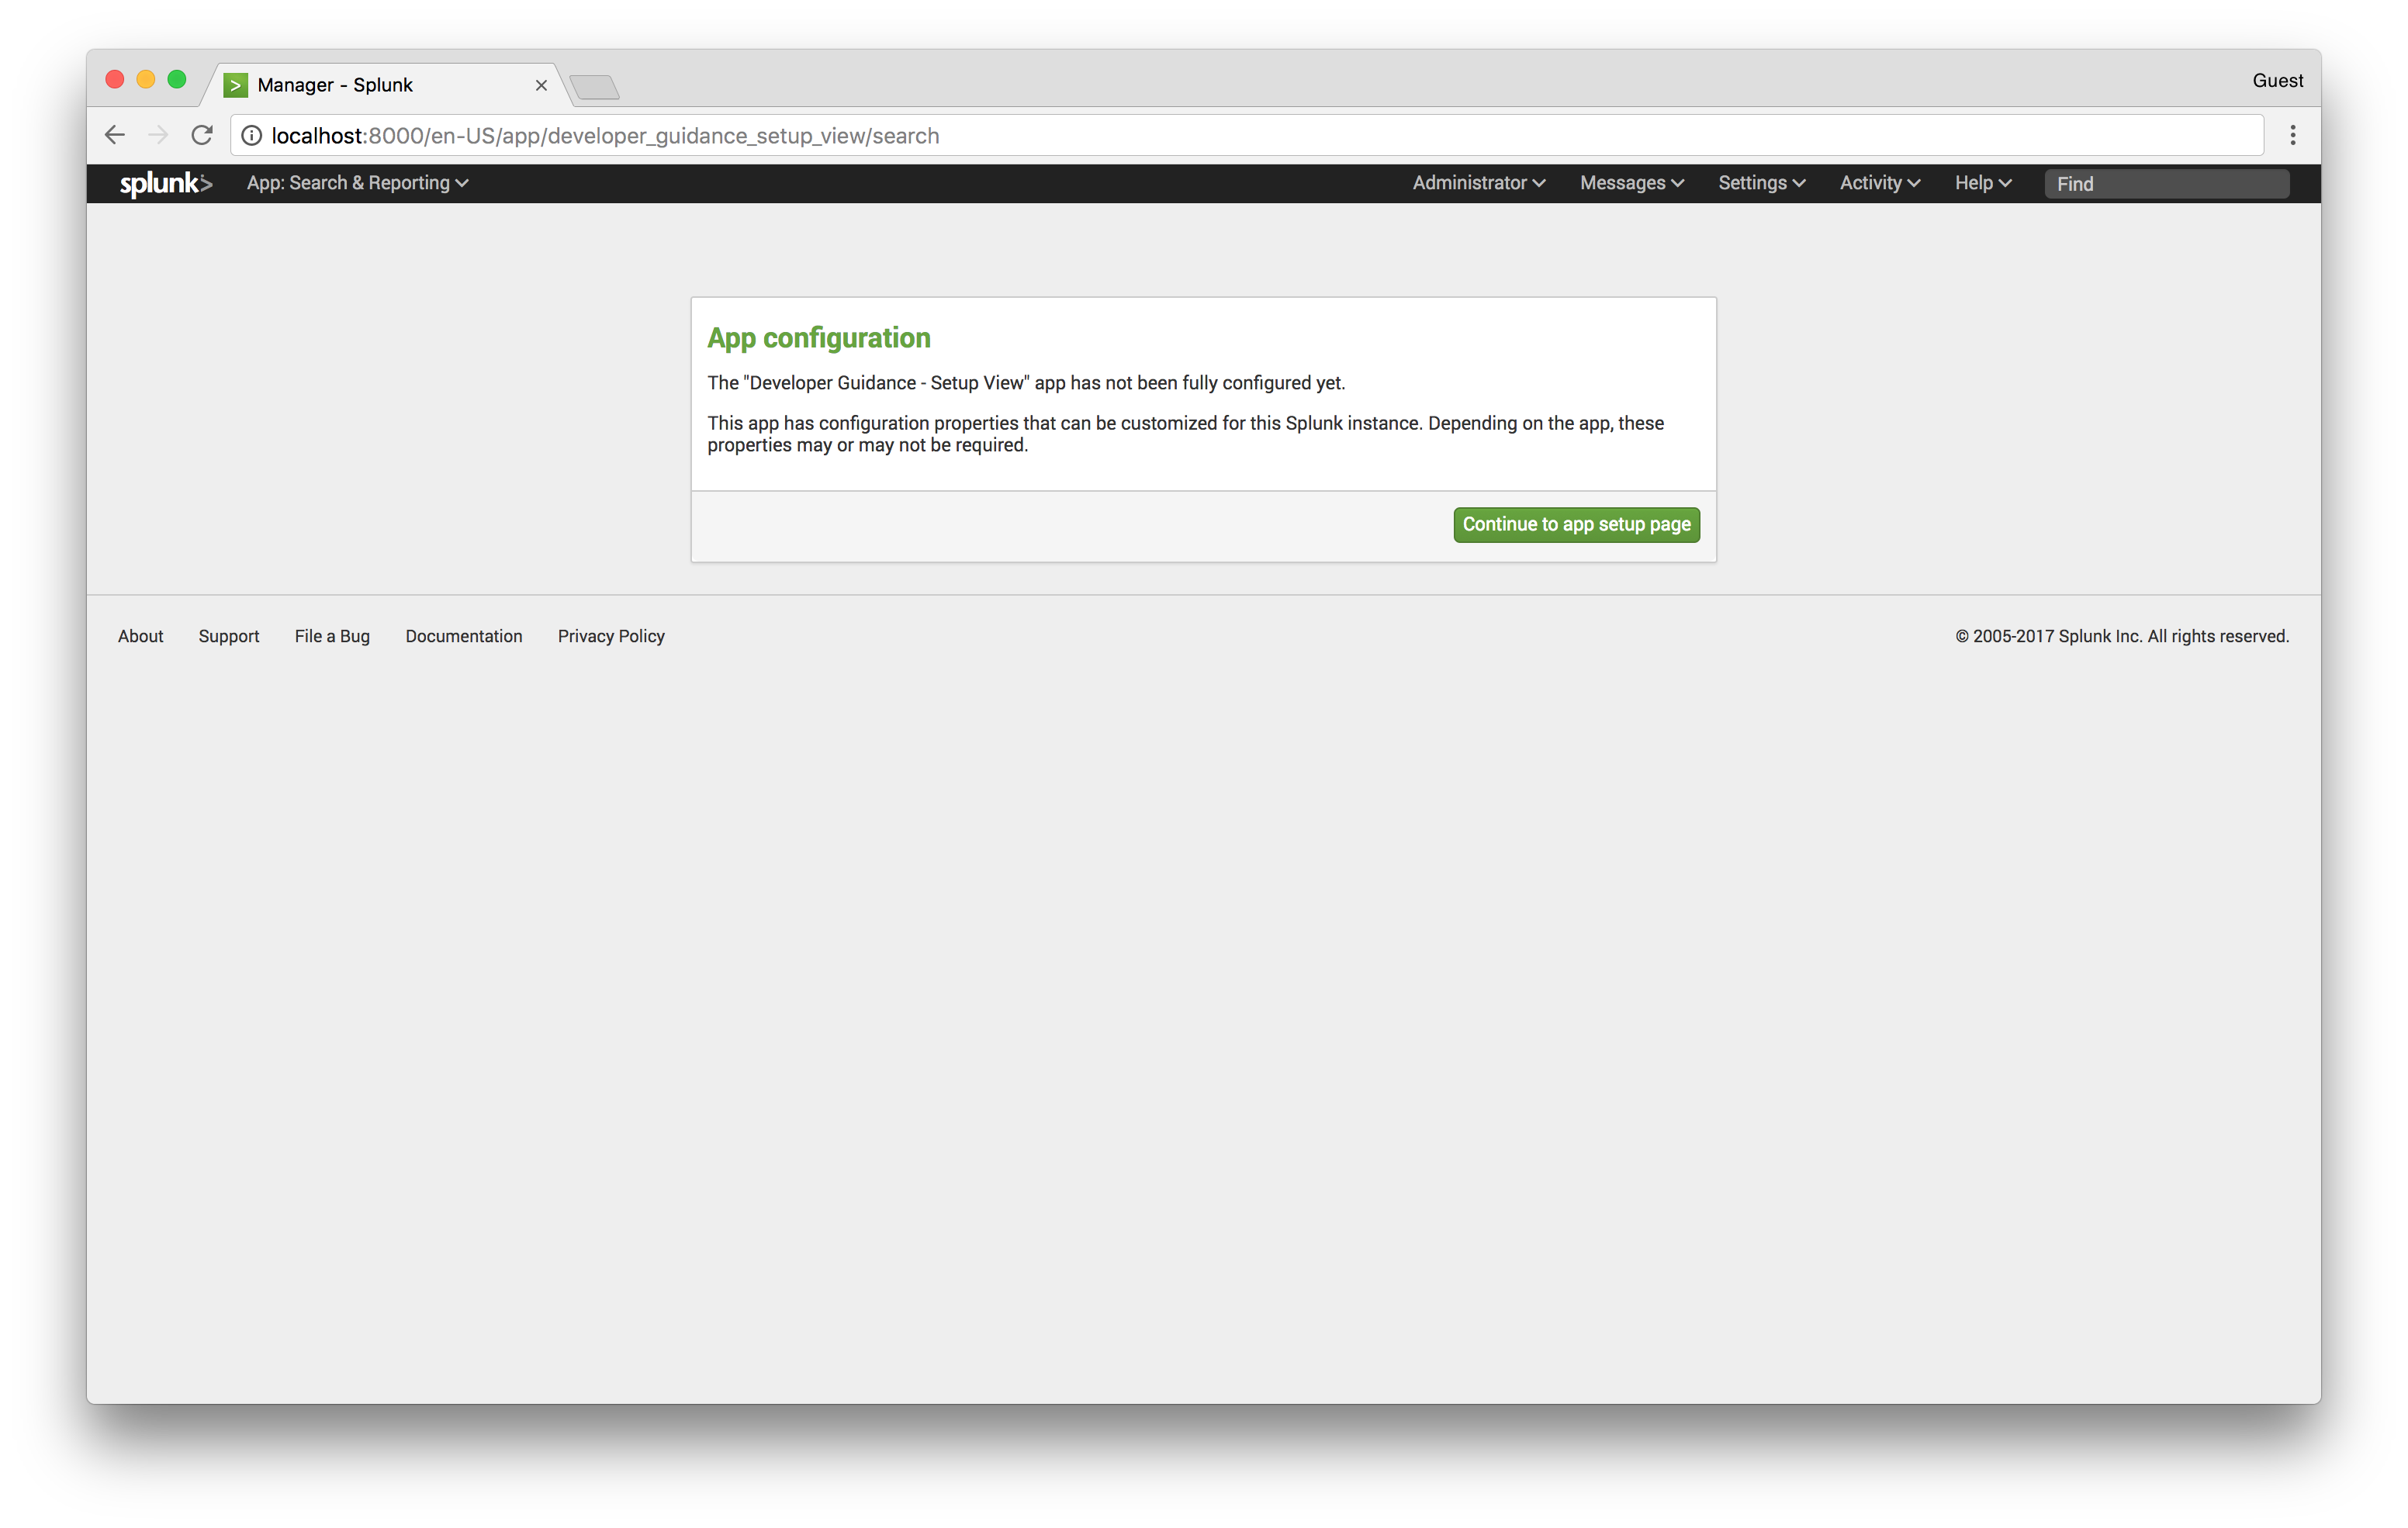 Manager - Splunk
Guest
localhost:8000/en-US/app/developer_guidance_setup_view/search
splunk> App: Search & Reporting Administrator Messages Settings Activity Help Find
App configuration
The "Developer Guidance - Setup View" app has not been fully configured yet.
This app has configuration properties that can be customized for this Splunk instance. Depending on the app, these
properties may or may not be required.
Continue to app setup page
About Support File a Bug Documentation Privacy Policy © 2005-2017 Splunk Inc. All rights reserved.